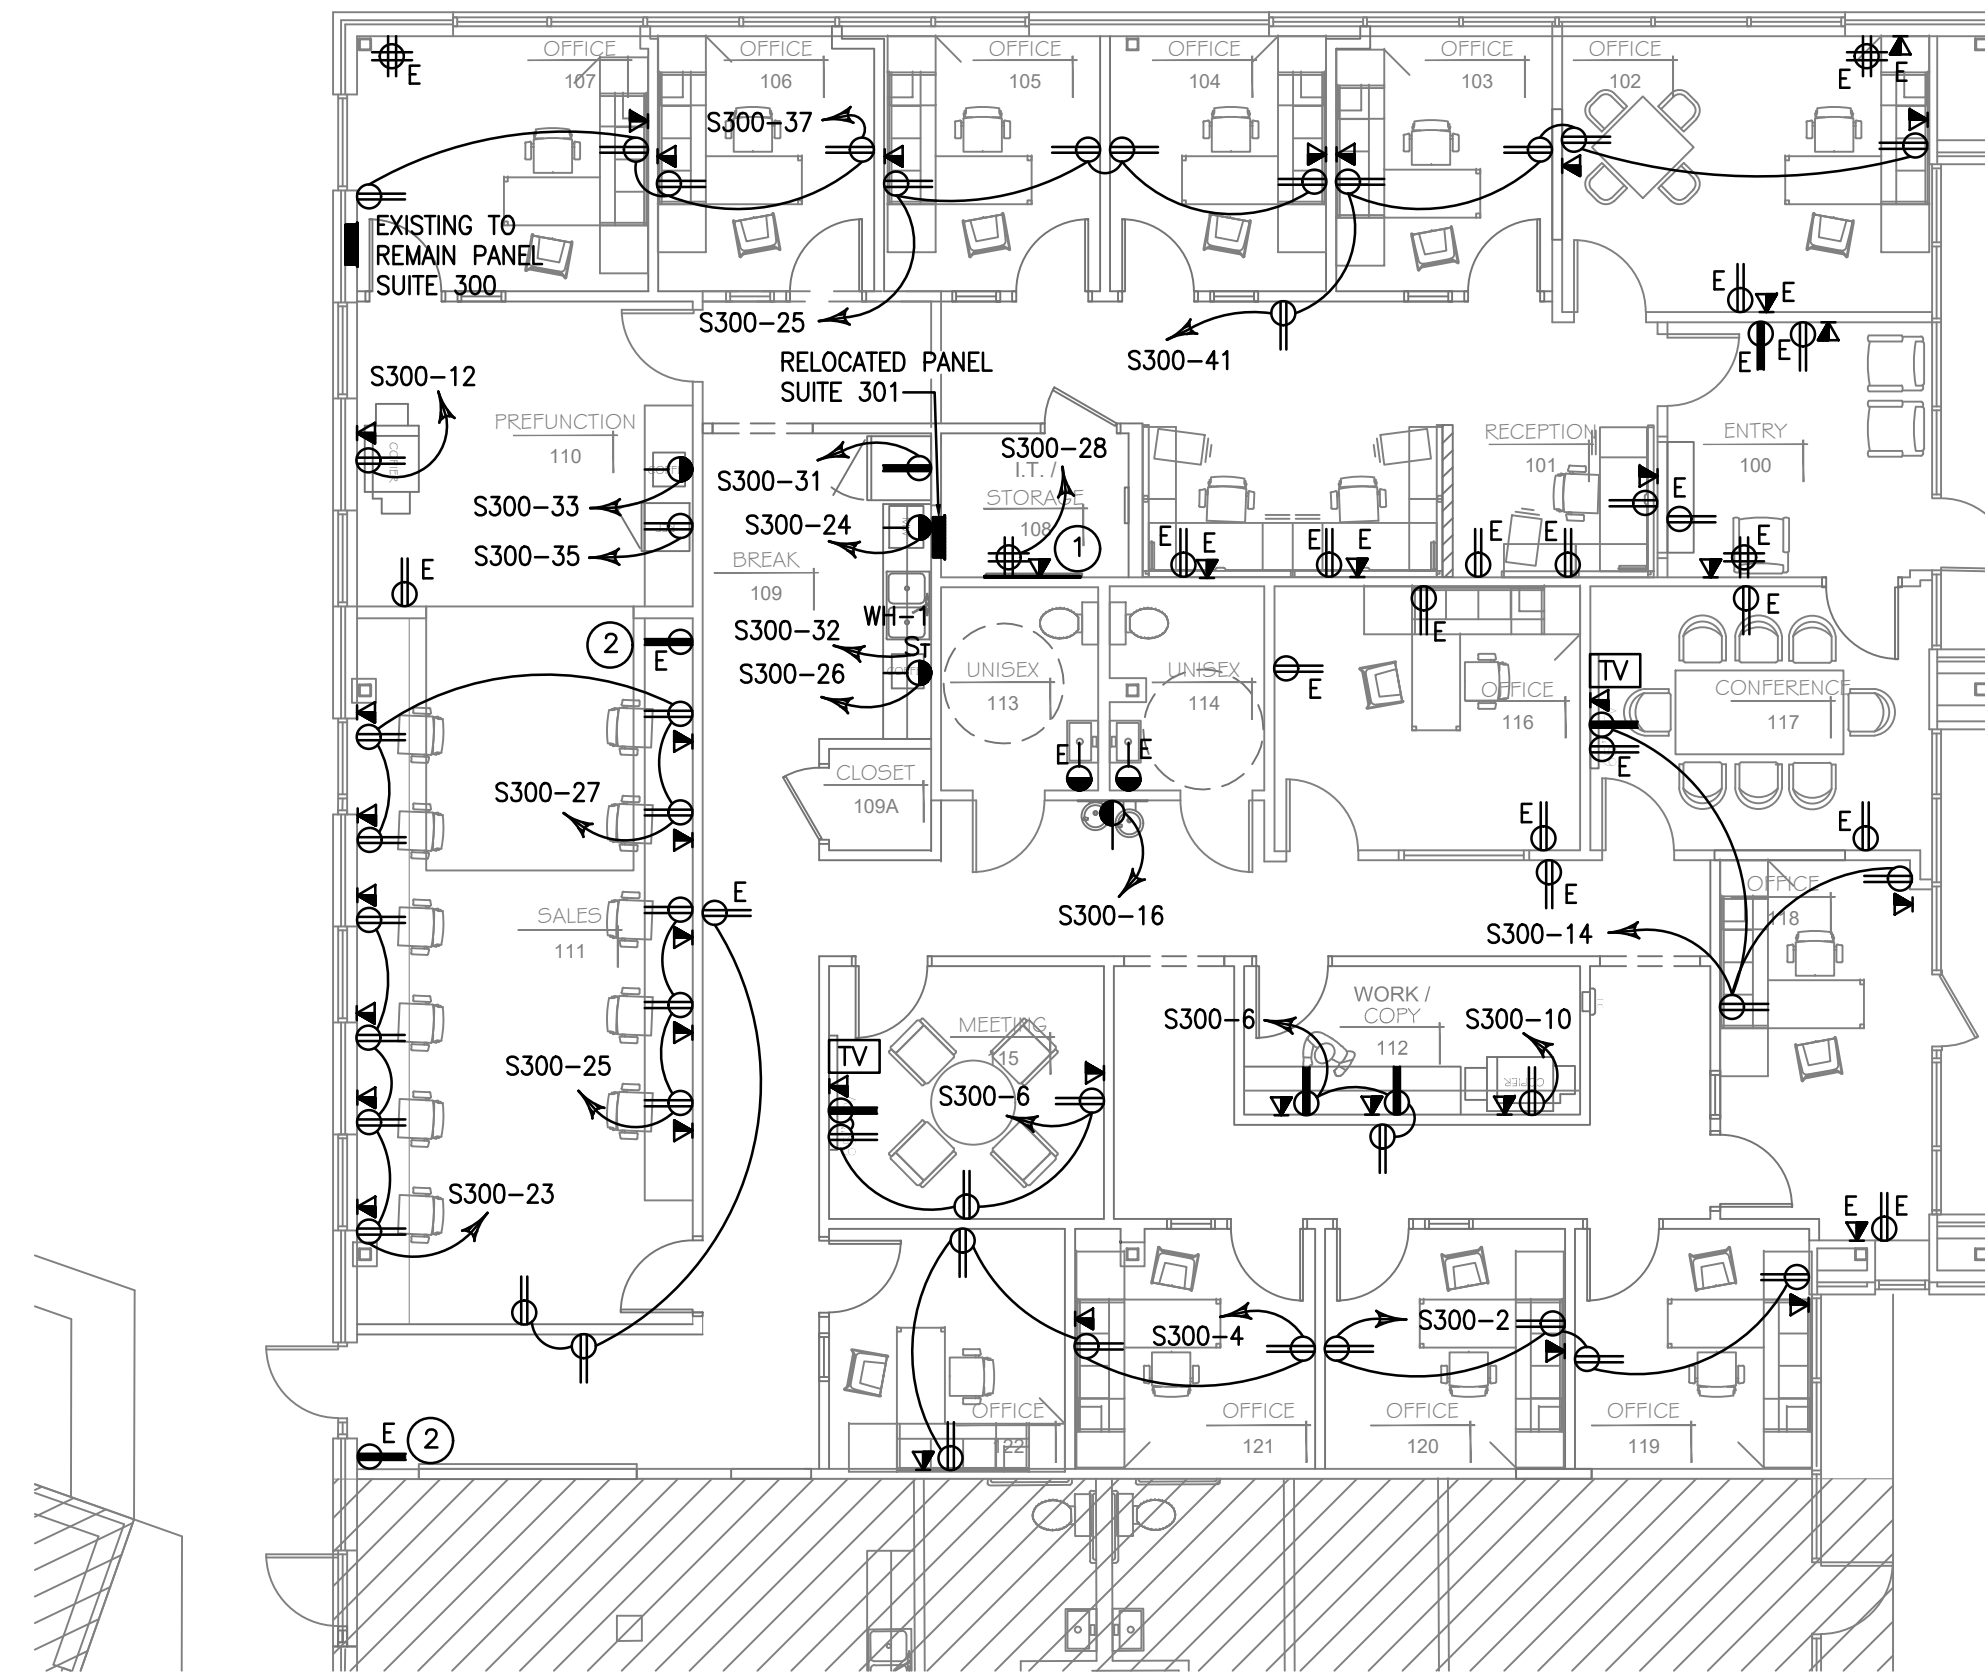 OFFICE
107
OFFICE
106
OFFICE
105
OFFICE
104
OFFICE
103
OFFICE
102
E
E
E
S300-37
EXISTING TO
REMAIN PANEL
SUITE 300
S300-25
S300-41
E
E
E
E
RELOCATED PANEL
SUITE 301
S300-12
COPIER
PREFUNCTION
110
S300-33
S300-35
E
S300-31
S300-24
BREAK
109
WH-1
S300-32
ST
S300-26
S300-28
I.T. /
STORAGE
108
1
RECEPTION
101
ENTRY
100
E
E
E
E
E
E
E
E
E
2
E
UNISEX
113
UNISEX
114
E
E
E
OFFICE
116
TV
CONFERENCE
117
E
E
E
E
CLOSET
109A
S300-27
SALES
111
E
S300-16
S300-14
OFFICE
118
S300-25
S300-23
MEETING
115
TV
S300-6
S300-6
WORK /
COPY
112
S300-10
COPIER
E
E
S300-4
S300-2
OFFICE
122
OFFICE
121
OFFICE
120
OFFICE
119
E
2